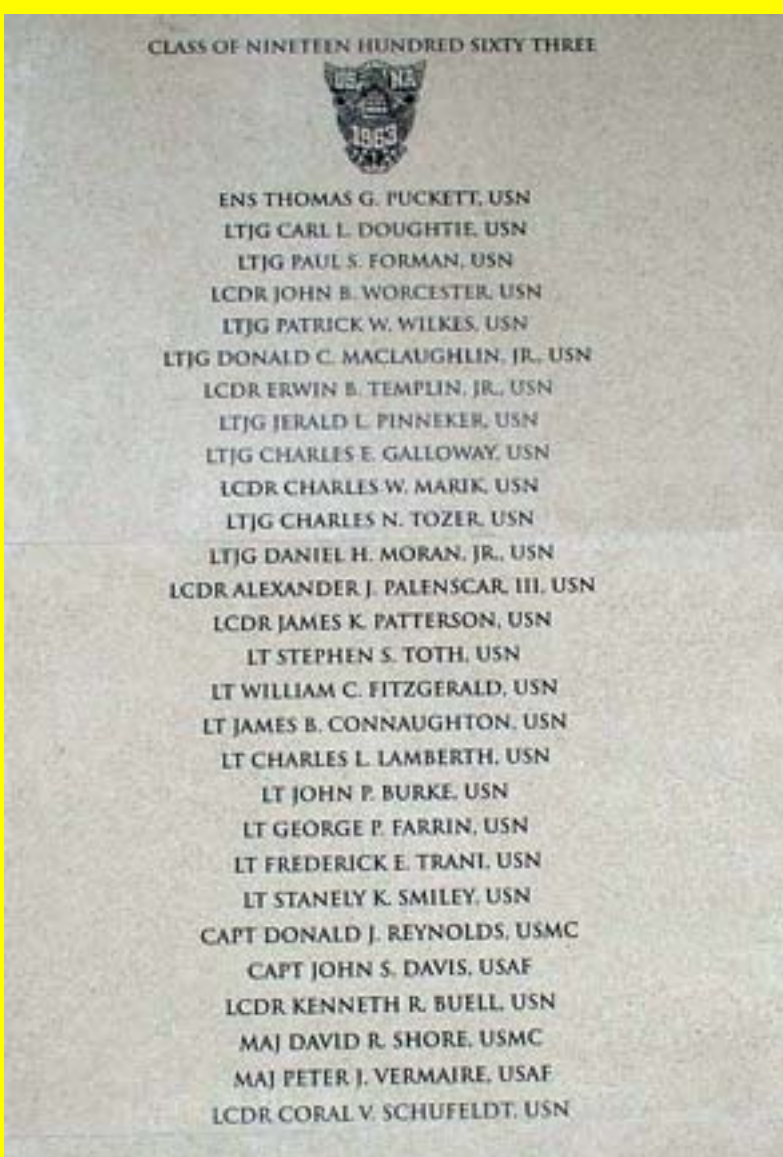 CLASS OF NINETEEN HUNDRED SIXTY THREE
US NA
1963
ENS THOMAS G. PUCKETT, USN
LTJG CARL L. DOUGHTIE, USN
LTJG PAUL S. FORMAN, USN
LCDR JOHN B. WORCESTER, USN
LTJG PATRICK W. WILKES, USN
LTJG DONALD C. MACLAUGHLIN, JR., USN
LCDR ERWIN B. TEMPLIN, JR., USN
LTJG JERALD L. PINNEKER, USN
LTJG CHARLES E. GALLOWAY, USN
LCDR CHARLES W. MARIK, USN
LTJG CHARLES N. TOZER, USN
LTJG DANIEL H. MORAN, JR., USN
LCDR ALEXANDER J. PALENSCAR, III, USN
LCDR JAMES K. PATTERSON, USN
LT STEPHEN S. TOTH, USN
LT WILLIAM C. FITZGERALD, USN
LT JAMES B. CONNAUGHTON, USN
LT CHARLES L. LAMBERTH, USN
LT JOHN P. BURKE, USN
LT GEORGE P. FARRIN, USN
LT FREDERICK E. TRANI, USN
LT STANELY K. SMILEY, USN
CAPT DONALD J. REYNOLDS, USMC
CAPT JOHN S. DAVIS, USAF
LCDR KENNETH R. BUELL, USN
MAJ DAVID R. SHORE, USMC
MAJ PETER J. VERMAIRE, USAF
LCDR CORAL V. SCHUFELDT, USN